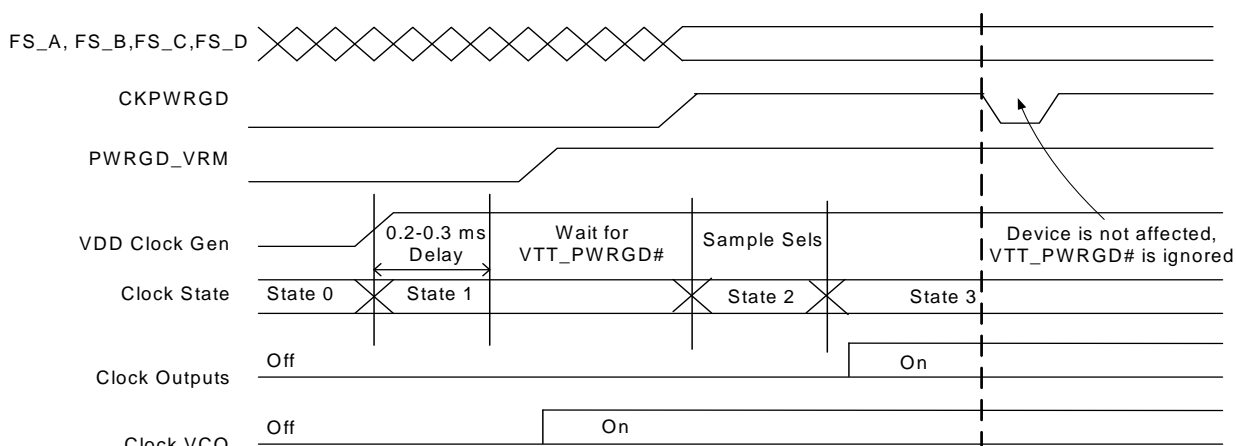 FS_A, FS_B,FS_C,FS_D
CKPWRGD
PWRGD_VRM
VDD Clock Gen
0.2-0.3 ms
Delay
Wait for
VTT_PWRGD#
Sample Sels
Device is not affected,
VTT_PWRGD# is ignored
Clock State
State 0
State 1
State 2
State 3
Clock Outputs
Off
On
Clock VCO
Off
On